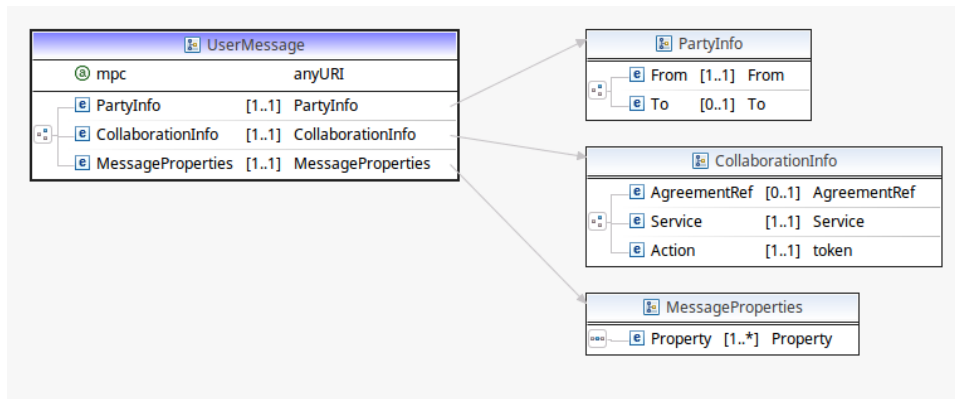 UserMessage
a mpc anyURI
e PartyInfo [1..1] PartyInfo
e CollaborationInfo [1..1] CollaborationInfo
e MessageProperties [1..1] MessageProperties
PartyInfo
e From [1..1] From
e To [0..1] To
CollaborationInfo
e AgreementRef [0..1] AgreementRef
e Service [1..1] Service
e Action [1..1] token
MessageProperties
e Property [1..*] Property